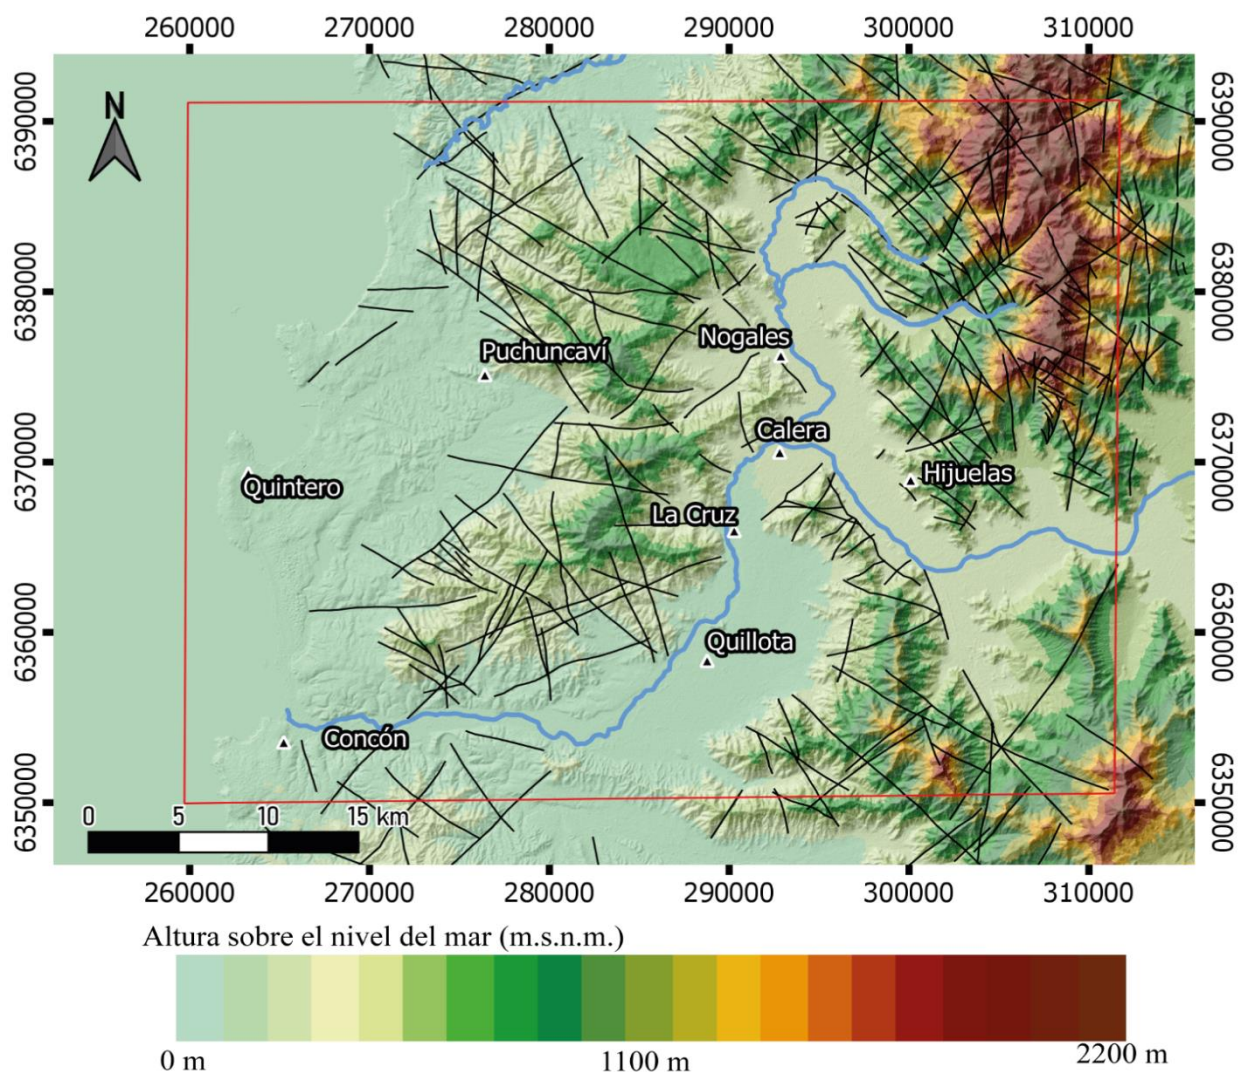 260000 270000 280000 290000 300000 310000
N
6390000 6390000
6380000 6380000
Nogales
Puchuncaví
Calera
6370000 6370000
Hijuelas
Quintero
La Cruz
6360000 6360000
Quillota
Concón
6350000 6350000
0 5 10 15 km
260000 270000 280000 290000 300000 310000
Altura sobre el nivel del mar (m.s.n.m.)
0 m 1100 m 2200 m